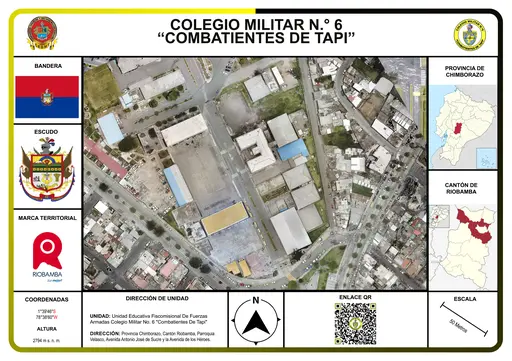 COLEGIO MILITAR N.° 6
“COMBATIENTES DE TAPI”
BANDERA
ESCUDO
MARCA TERRITORIAL
RIOBAMBA
COORDENADAS
1°39'46"S
78°38'60"W
ALTURA
2794 m s. n. m.
DIRECCIÓN DE UNIDAD
UNIDAD: Unidad Educativa Fiscomisional De Fuerzas
Armadas Colegio Militar No. 6 "Combatientes De Tapi"
DIRECCIÓN: Provincia Chimborazo, Cantón Riobamba, Parroquia
Velasco, Avenida Antonio José de Sucre y la Avenida de los Héroes.
N
ENLACE QR
PROVINCIA DE
CHIMBORAZO
CANTÓN DE
RIOBAMBA
ESCALA
50 Metros